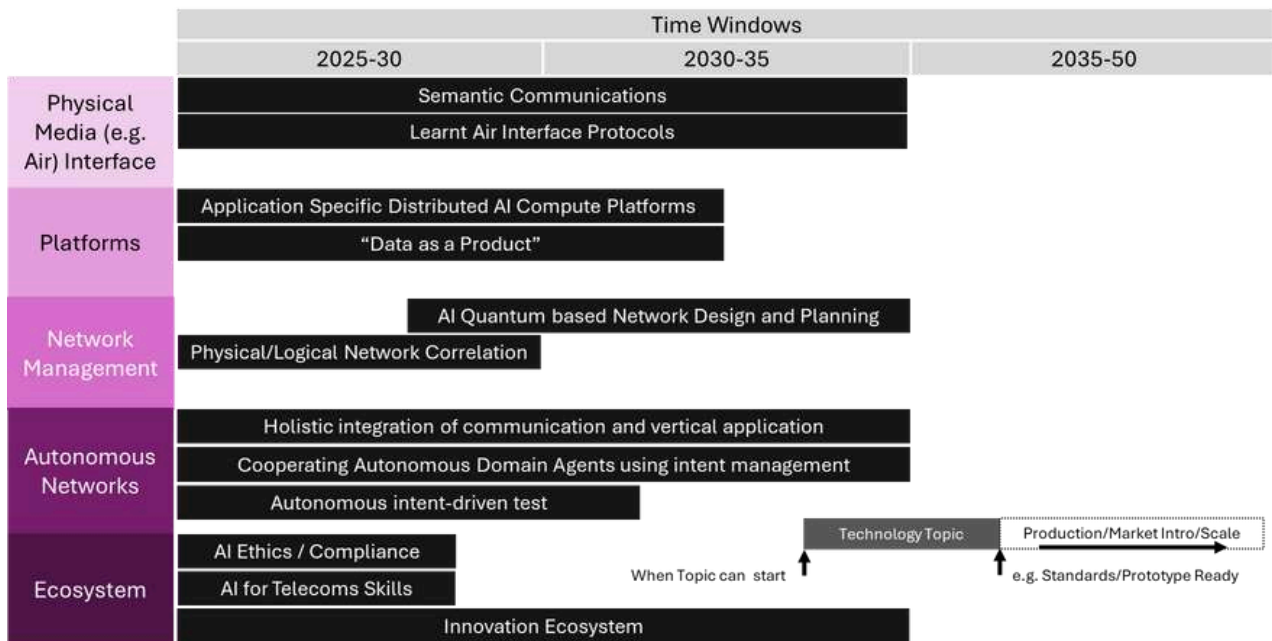 Time Windows
2025-30
2030-35
2035-50
Physical
Media (e.g.
Air) Interface
Semantic Communications
Learnt Air Interface Protocols
Platforms
Application Specific Distributed AI Compute Platforms
“Data as a Product”
Network
Management
AI Quantum based Network Design and Planning
Physical/Logical Network Correlation
Autonomous
Networks
Holistic integration of communication and vertical application
Cooperating Autonomous Domain Agents using intent management
Autonomous intent-driven test
Ecosystem
AI Ethics / Compliance
AI for Telecoms Skills
Innovation Ecosystem
Technology Topic
Production/Market Intro/Scale
When Topic can start
e.g. Standards/Prototype Ready